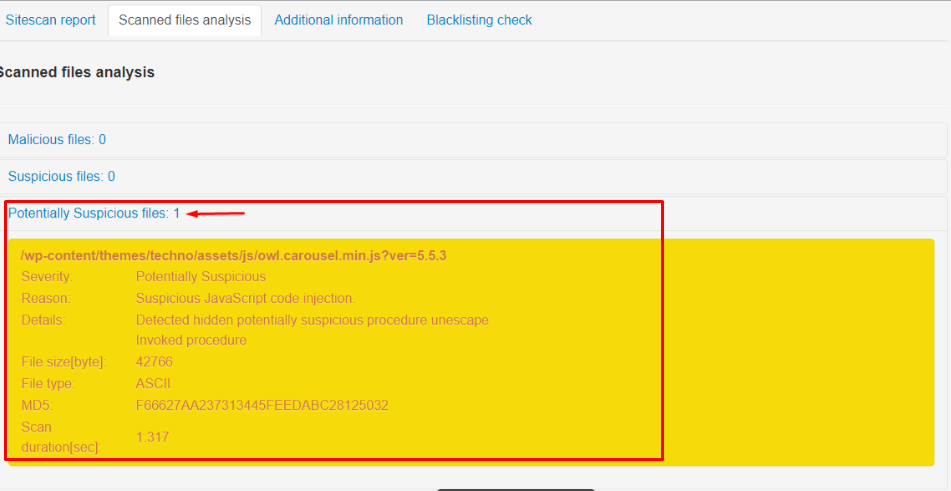 Sitescan report Scanned files analysis Additional information Blacklisting check
Scanned files analysis
Malicious files: 0
Suspicious files: 0
Potentially Suspicious files: 1
/wp-content/themes/techno/assets/js/owl.carousel.min.js?ver=5.5.3
Severity: Potentially Suspicious
Reason: Suspicious JavaScript code injection.
Details: Detected hidden potentially suspicious procedure unescape
Invoked procedure
File size[byte]: 42766
File type: ASCII
MD5: F66627AA237313445FEEDABC28125032
Scan
duration[sec]: 1.317